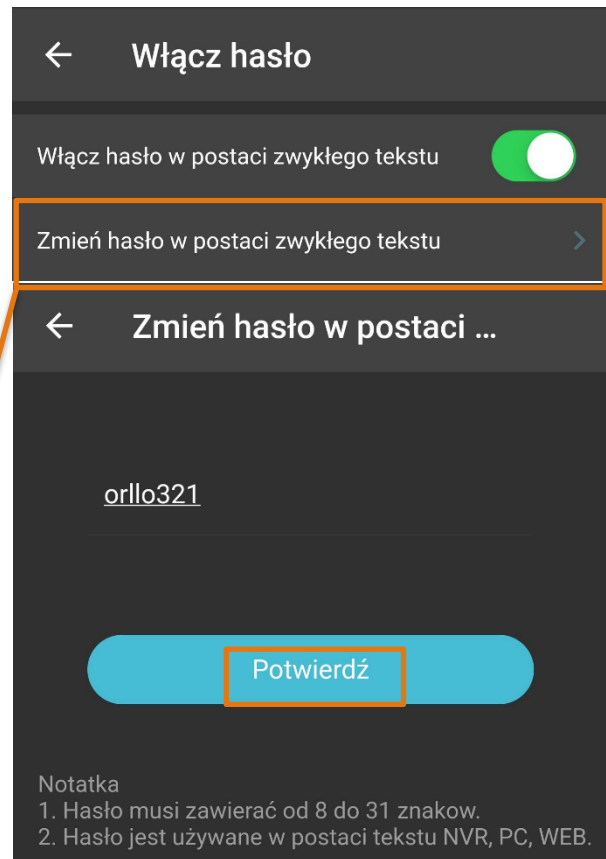 Włącz hasło
Włącz hasło w postaci zwykłego tekstu
Zmień hasło w postaci zwykłego tekstu
Zmień hasło w postaci ...
orllo321
Potwierdź
Notatka
1. Hasło musi zawierać od 8 do 31 znakow.
2. Hasło jest używane w postaci tekstu NVR, PC, WEB.